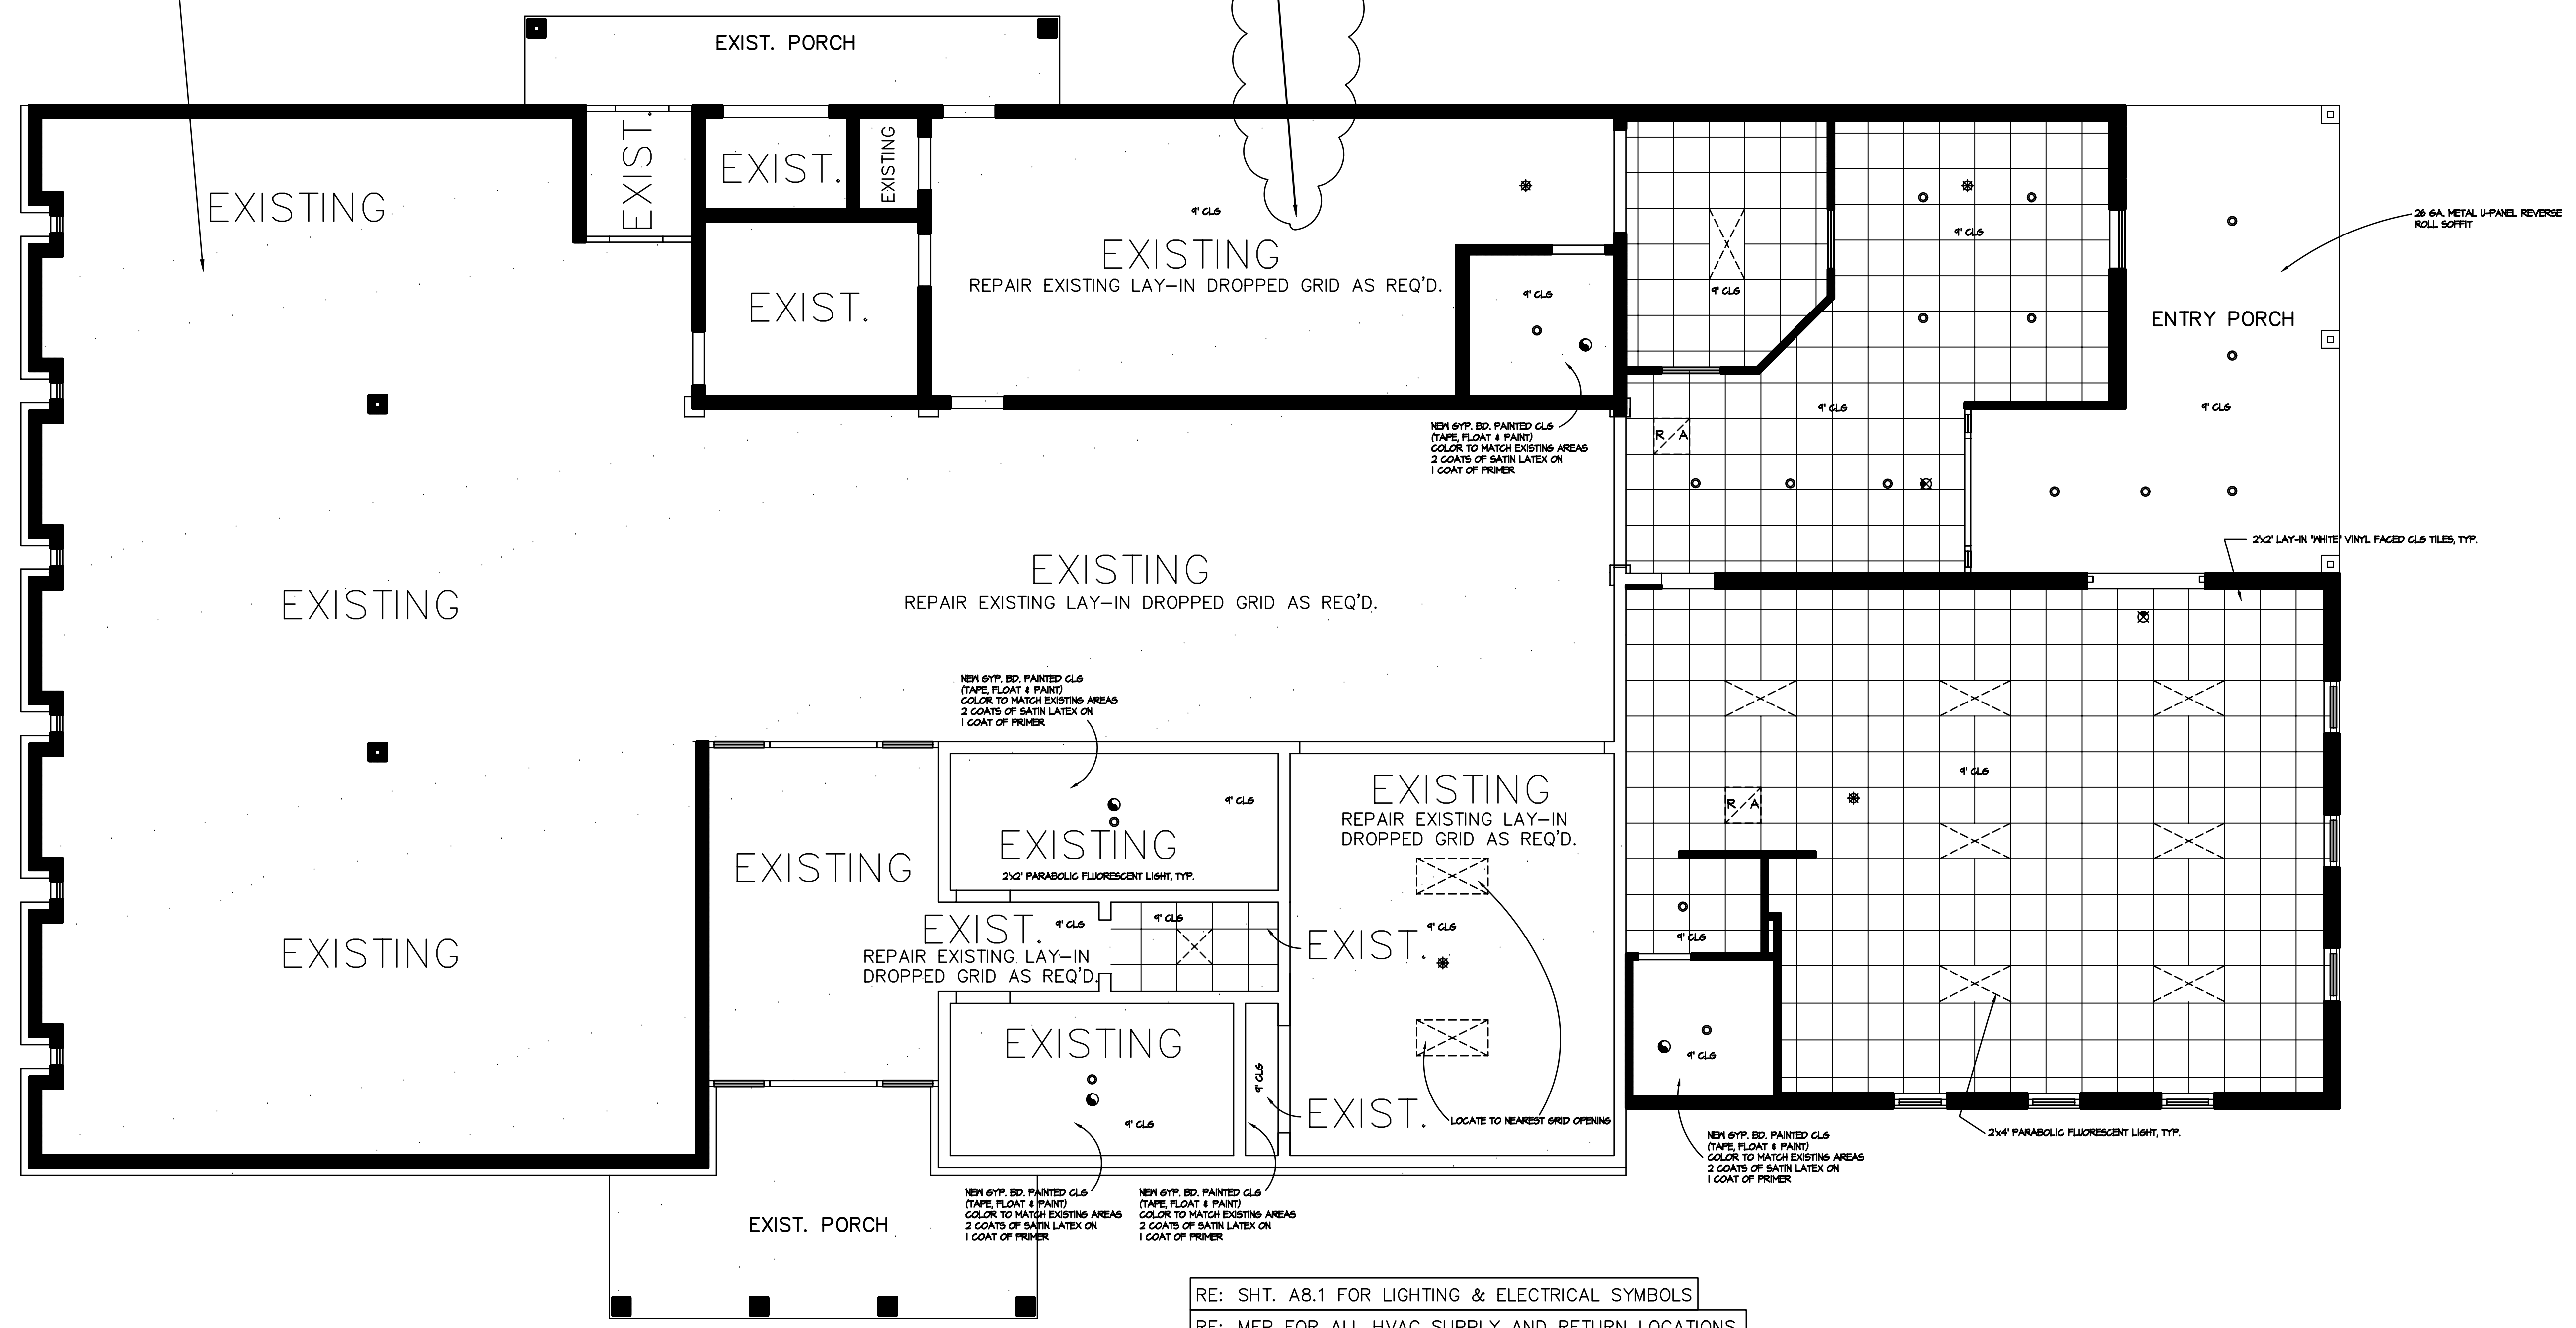 EXIST. PORCH
EXISTING
EXIST.
EXIST.
EXISTING
EXIST.
9' CLG
EXISTING
REPAIR EXISTING LAY-IN DROPPED GRID AS REQ'D.
9' CLG
9' CLG
9' CLG
26 GA. METAL U-PANEL REVERSE
ROLL SOFFIT
ENTRY PORCH
9' CLG
9' CLG
R A
NEW GYP. BD. PAINTED CLG
(TAPE, FLOAT & PAINT)
COLOR TO MATCH EXISTING AREAS
2 COATS OF SATIN LATEX ON
1 COAT OF PRIMER
2'x2' LAY-IN "WHITE" VINYL FACED CLG TILES, TYP.
EXISTING
EXISTING
REPAIR EXISTING LAY-IN DROPPED GRID AS REQ'D.
NEW GYP. BD. PAINTED CLG
(TAPE, FLOAT & PAINT)
COLOR TO MATCH EXISTING AREAS
2 COATS OF SATIN LATEX ON
1 COAT OF PRIMER
9' CLG
R A
9' CLG
EXISTING
2'x2' PARABOLIC FLUORESCENT LIGHT, TYP.
EXISTING
REPAIR EXISTING LAY-IN
DROPPED GRID AS REQ'D.
EXISTING
EXISTING
EXIST.
9' CLG
9' CLG
REPAIR EXISTING LAY-IN
DROPPED GRID AS REQ'D.
EXIST.
9' CLG
9' CLG
EXISTING
9' CLG
9' CLG
EXIST.
LOCATE TO NEAREST GRID OPENING
9' CLG
2'x4' PARABOLIC FLUORESCENT LIGHT, TYP.
NEW GYP. BD. PAINTED CLG
(TAPE, FLOAT & PAINT)
COLOR TO MATCH EXISTING AREAS
2 COATS OF SATIN LATEX ON
1 COAT OF PRIMER
NEW GYP. BD. PAINTED CLG
(TAPE, FLOAT & PAINT)
COLOR TO MATCH EXISTING AREAS
2 COATS OF SATIN LATEX ON
1 COAT OF PRIMER
NEW GYP. BD. PAINTED CLG
(TAPE, FLOAT & PAINT)
COLOR TO MATCH EXISTING AREAS
2 COATS OF SATIN LATEX ON
1 COAT OF PRIMER
EXIST. PORCH
RE: SHT. A8.1 FOR LIGHTING & ELECTRICAL SYMBOLS
RE: MEP FOR ALL HVAC SUPPLY AND RETURN LOCATIONS